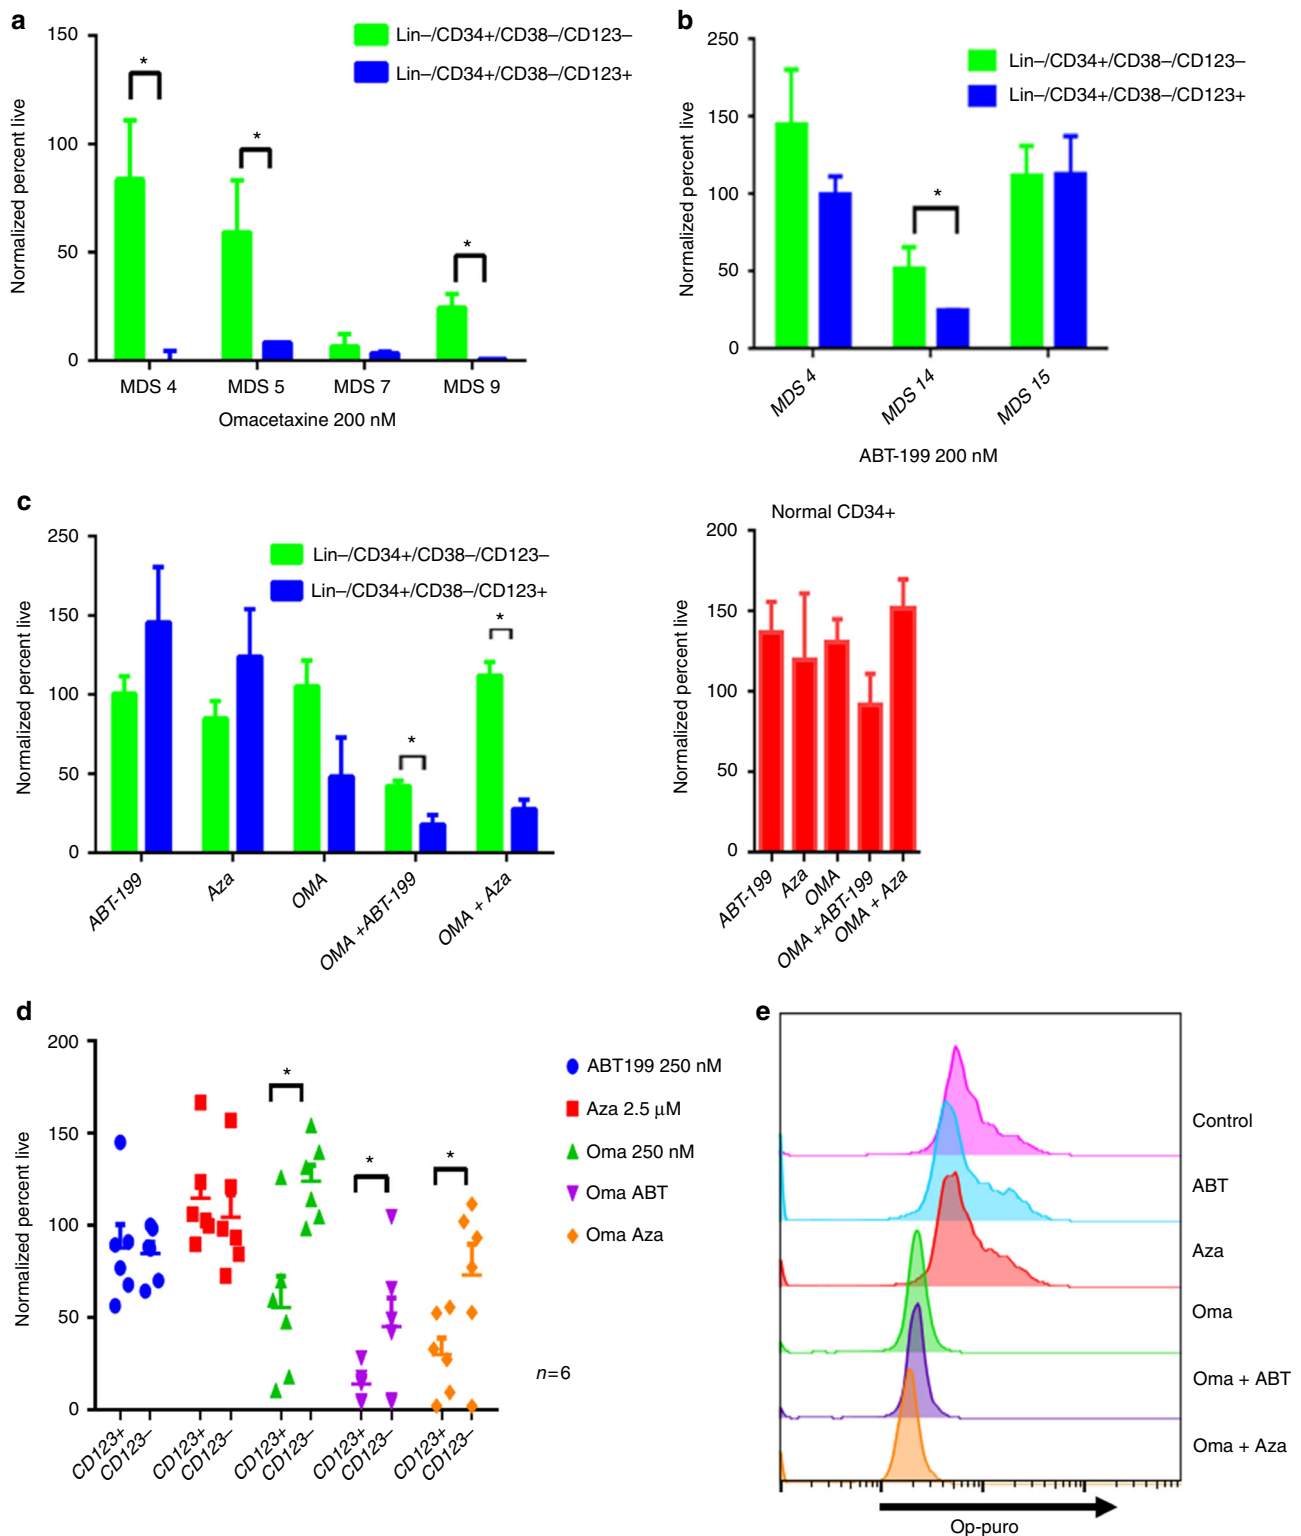 a
150
100
50
0
Normalized percent live
Lin–/CD34+/CD38–/CD123–
Lin–/CD34+/CD38–/CD123+
*
*
*
MDS 4
MDS 5
MDS 7
MDS 9
Omacetaxine 200 nM
b
250
150
100
50
0
Normalized percent live
Lin–/CD34+/CD38–/CD123–
Lin–/CD34+/CD38–/CD123+
*
MDS 4
MDS 14
MDS 15
ABT-199 200 nM
c
250
150
100
50
0
Normalized percent live
Lin–/CD34+/CD38–/CD123–
Lin–/CD34+/CD38–/CD123+
*
*
ABT-199
Aza
OMA
OMA +ABT-199
OMA + Aza
Normal CD34+
200
150
100
50
0
Normalized percent live
ABT-199
Aza
OMA
OMA +ABT-199
OMA + Aza
d
200
150
100
50
0
Normalized percent live
*
*
*
CD123+
CD123–
CD123+
CD123–
CD123+
CD123–
CD123+
CD123–
CD123+
CD123–
ABT199 250 nM
Aza 2.5 µM
Oma 250 nM
Oma ABT
Oma Aza
n=6
e
Control
ABT
Aza
Oma
Oma + ABT
Oma + Aza
Op-puro